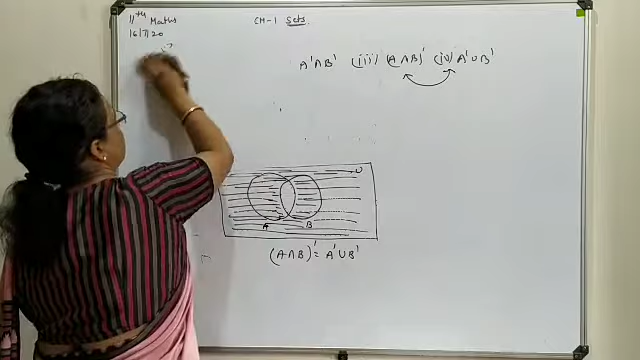 11th Maths CH-1 Sets.
16/7/20
A'∩B' (iii) (A∩B)' (iv) A'∪B'
U
A B
(A∩B)' = A'∪B'